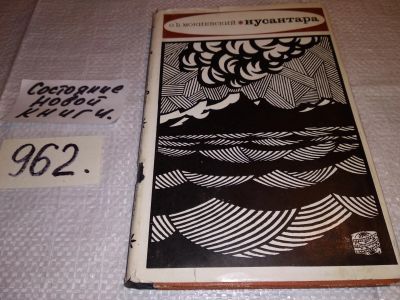 О.Б. МОКИЕВСКИЙ • нусантара
Состояние
новой
книги.
962.